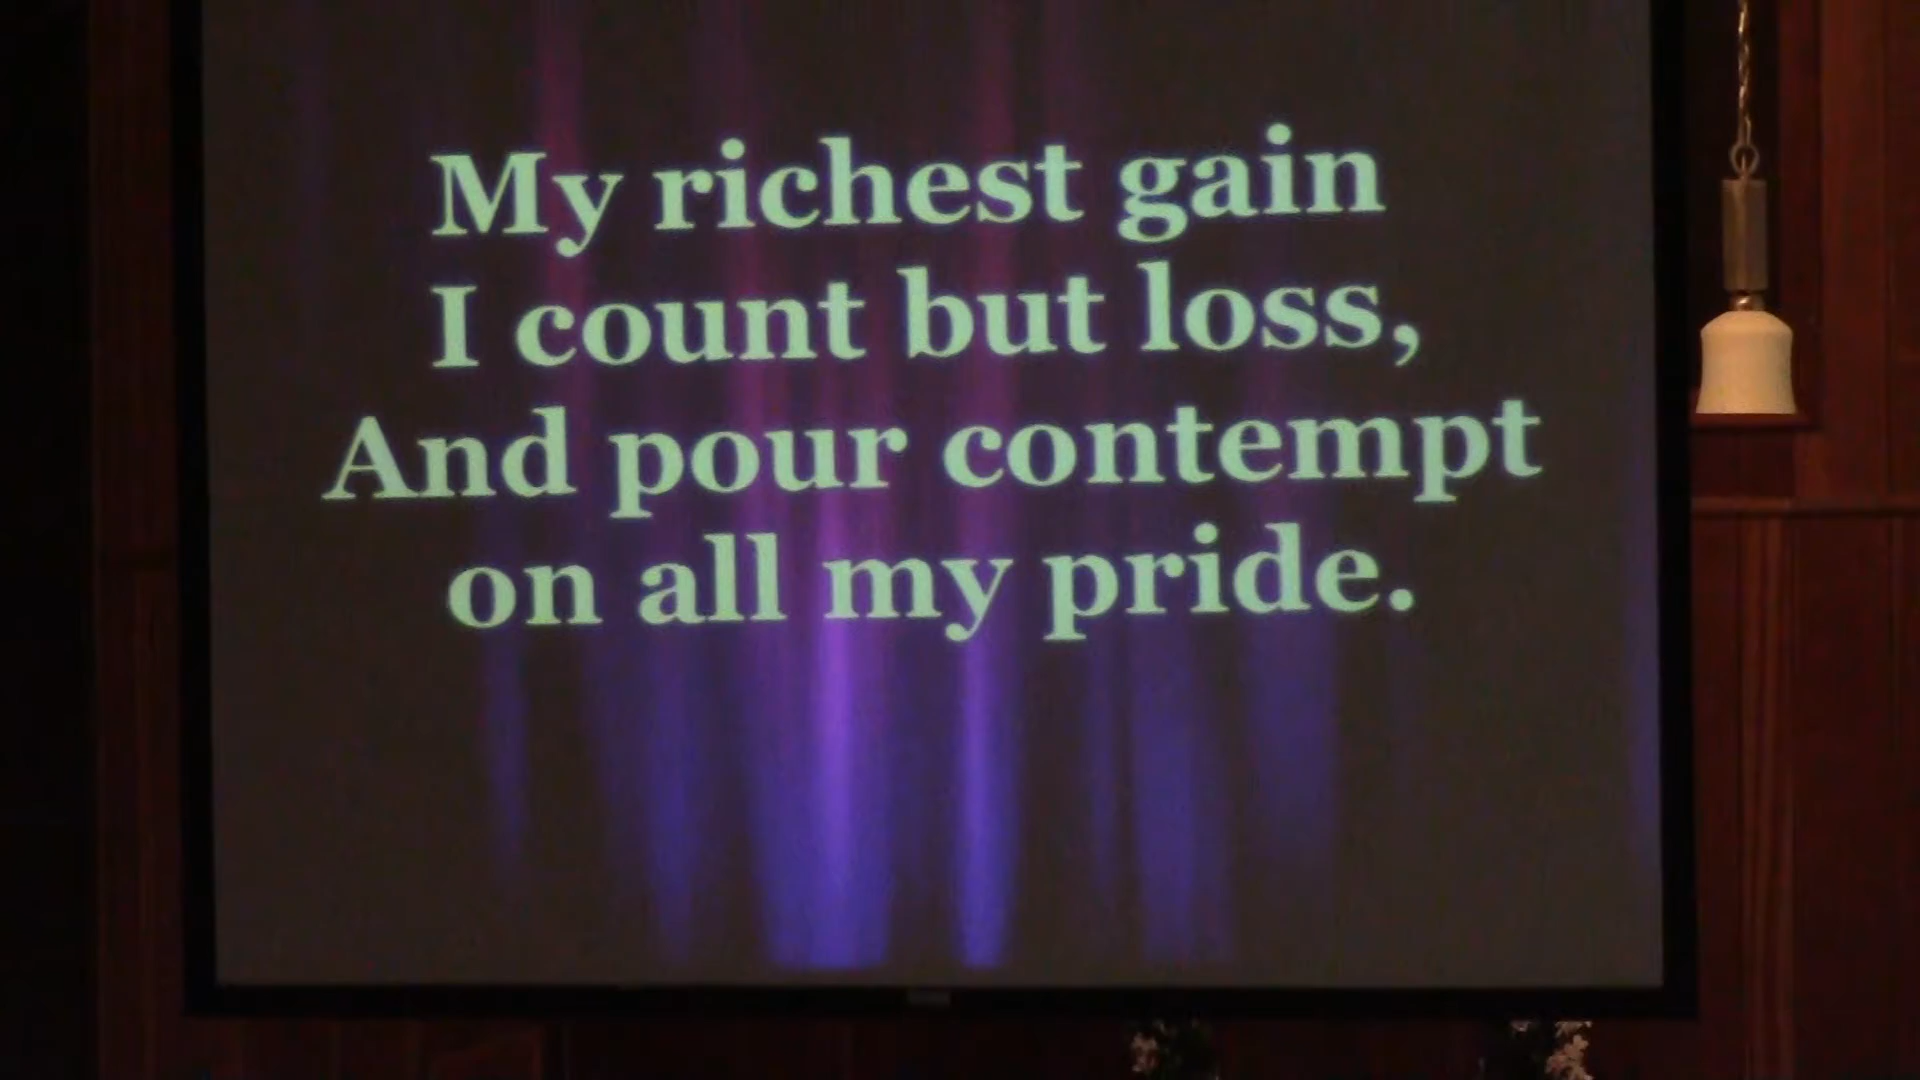 My richest gain
I count but loss,
And pour contempt
on all my pride.